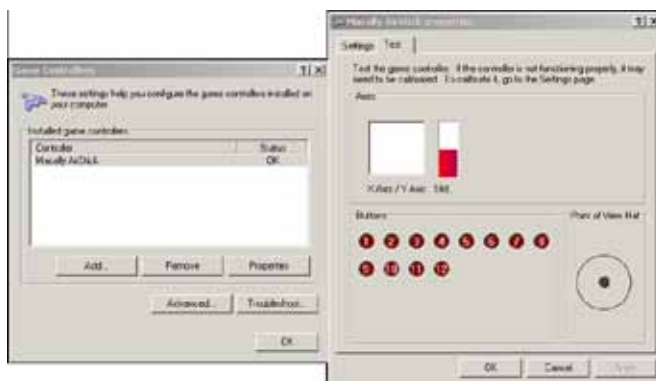 Game Controllers
These settings help you configure the game controllers installed on
your computer.
Installed game controllers
Controller Status
Macally AirStick OK
Add... Remove Properties
Advanced... Troubleshoot...
OK
Macally AirStick properties
Settings Test
Test the game controller. If the controller is not functioning properly, it may
need to be calibrated. To calibrate it, go to the Settings page.
Axes
X Axis / Y Axis
Buttons
Point of View Hat
1 2 3 4 5 6 7 8
9 10 11 12
OK Cancel Apply